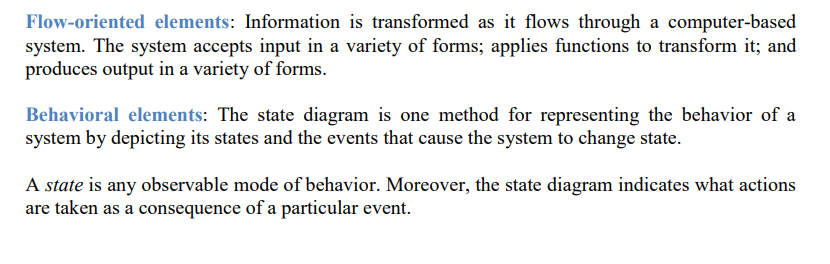 Flow-oriented elements: Information is transformed as it flows through a computer-based
system. The system accepts input in a variety of forms; applies functions to transform it; and
produces output in a variety of forms.
Behavioral elements: The state diagram is one method for representing the behavior of a
system by depicting its states and the events that cause the system to change state.
A state is any observable mode of behavior. Moreover, the state diagram indicates what actions
are taken as a consequence of a particular event.